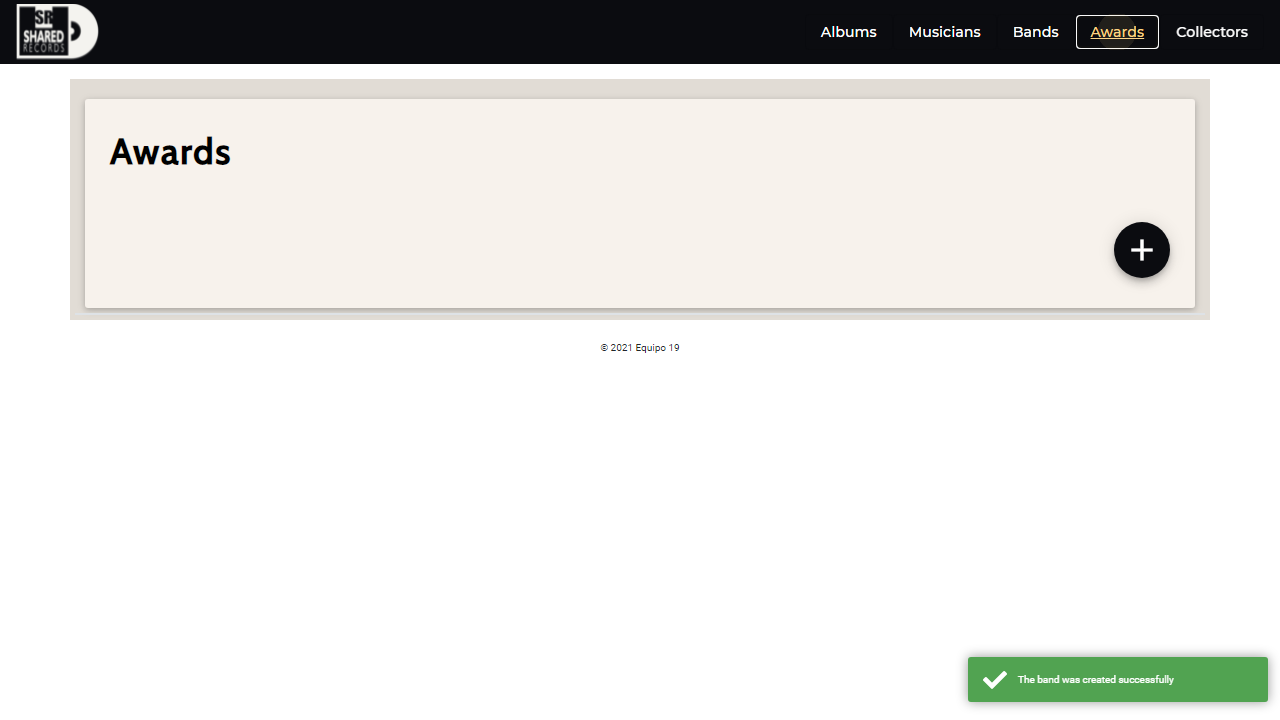 SR
SHARED
RECORDS
Albums
Musicians
Bands
Awards
Collectors
Awards
© 2021 Equipo 19
The band was created successfully